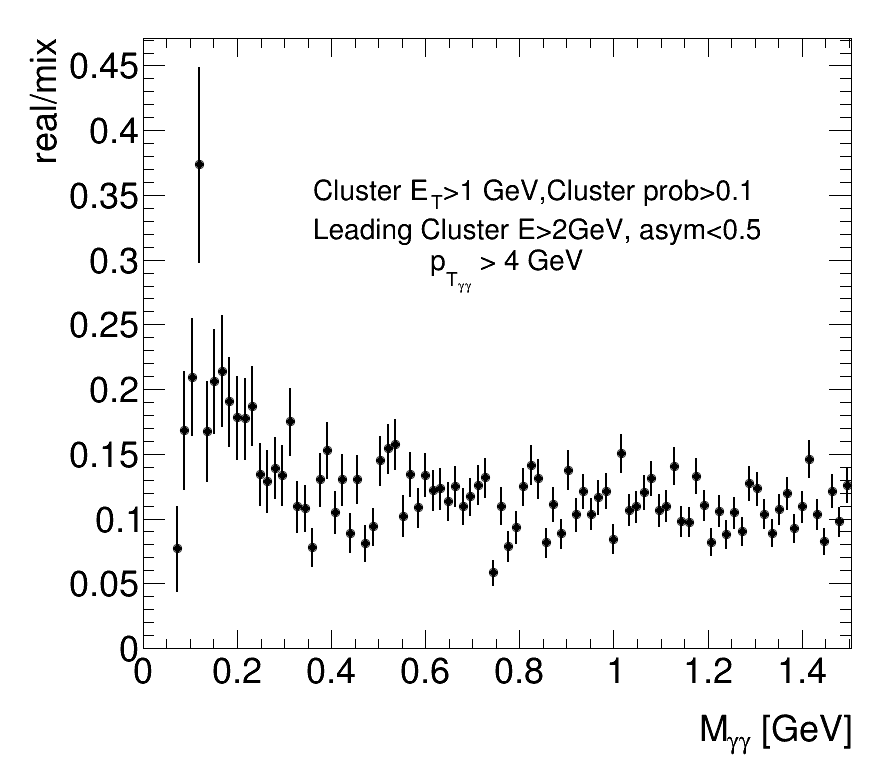 real/mix
0.45
0.4
0.35
0.3
0.25
0.2
0.15
0.1
0.05
0
Cluster E_T>1 GeV,Cluster prob>0.1
Leading Cluster E>2GeV, asym<0.5
p_Tγγ > 4 GeV
0 0.2 0.4 0.6 0.8 1 1.2 1.4
Mγγ [GeV]